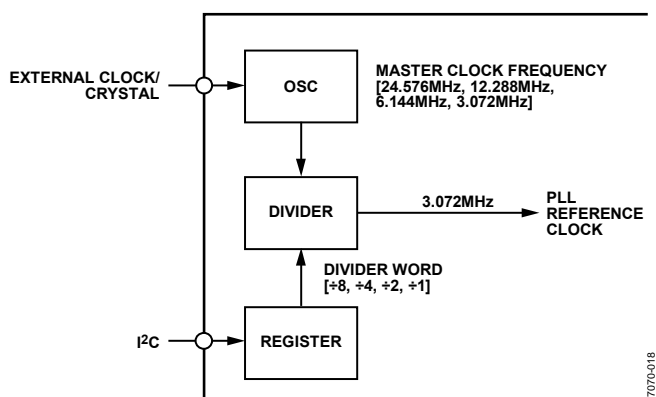 EXTERNAL CLOCK/
CRYSTAL
OSC
MASTER CLOCK FREQUENCY
[24.576MHz, 12.288MHz,
6.144MHz, 3.072MHz]
DIVIDER
3.072MHz
PLL
REFERENCE
CLOCK
DIVIDER WORD
[÷8, ÷4, ÷2, ÷1]
I²C
REGISTER
7070-018